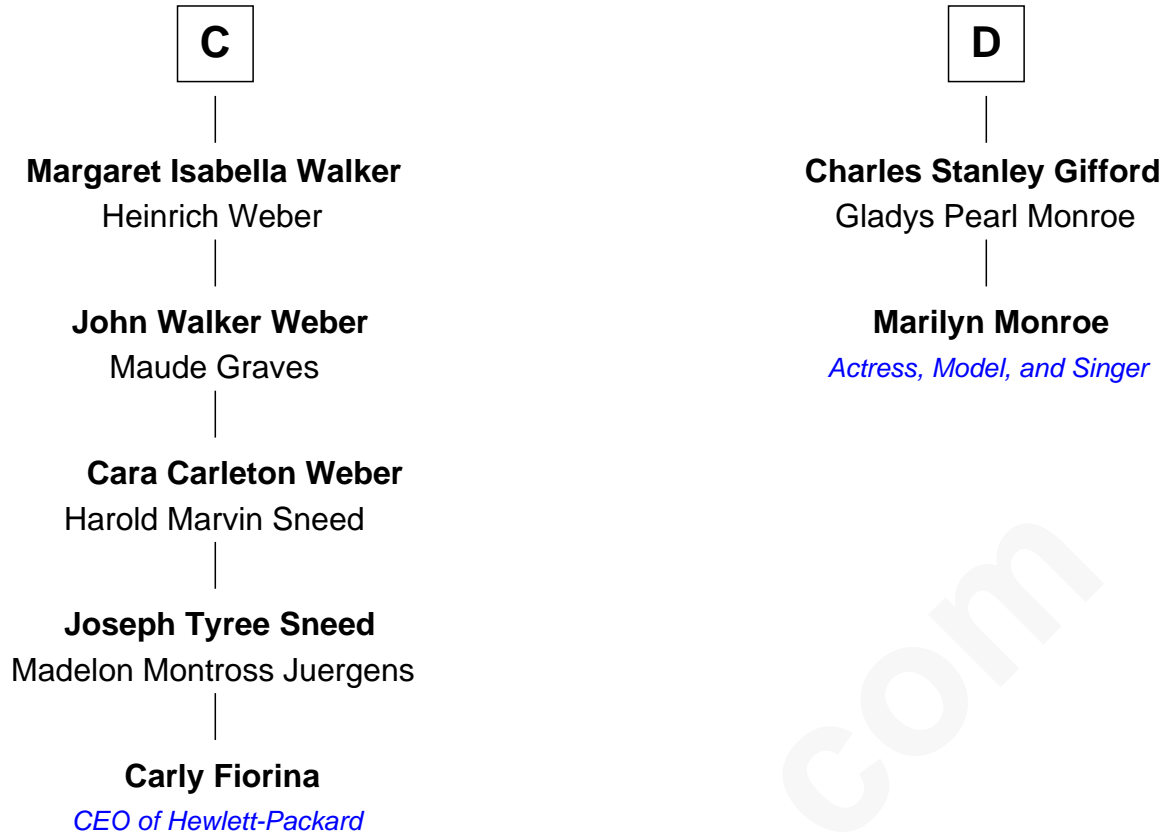 C
Margaret Isabella Walker
Heinrich Weber
John Walker Weber
Maude Graves
Cara Carleton Weber
Harold Marvin Sneed
Joseph Tyree Sneed
Madelon Montross Juergens
Carly Fiorina
CEO of Hewlett-Packard
D
Charles Stanley Gifford
Gladys Pearl Monroe
Marilyn Monroe
Actress, Model, and Singer
com